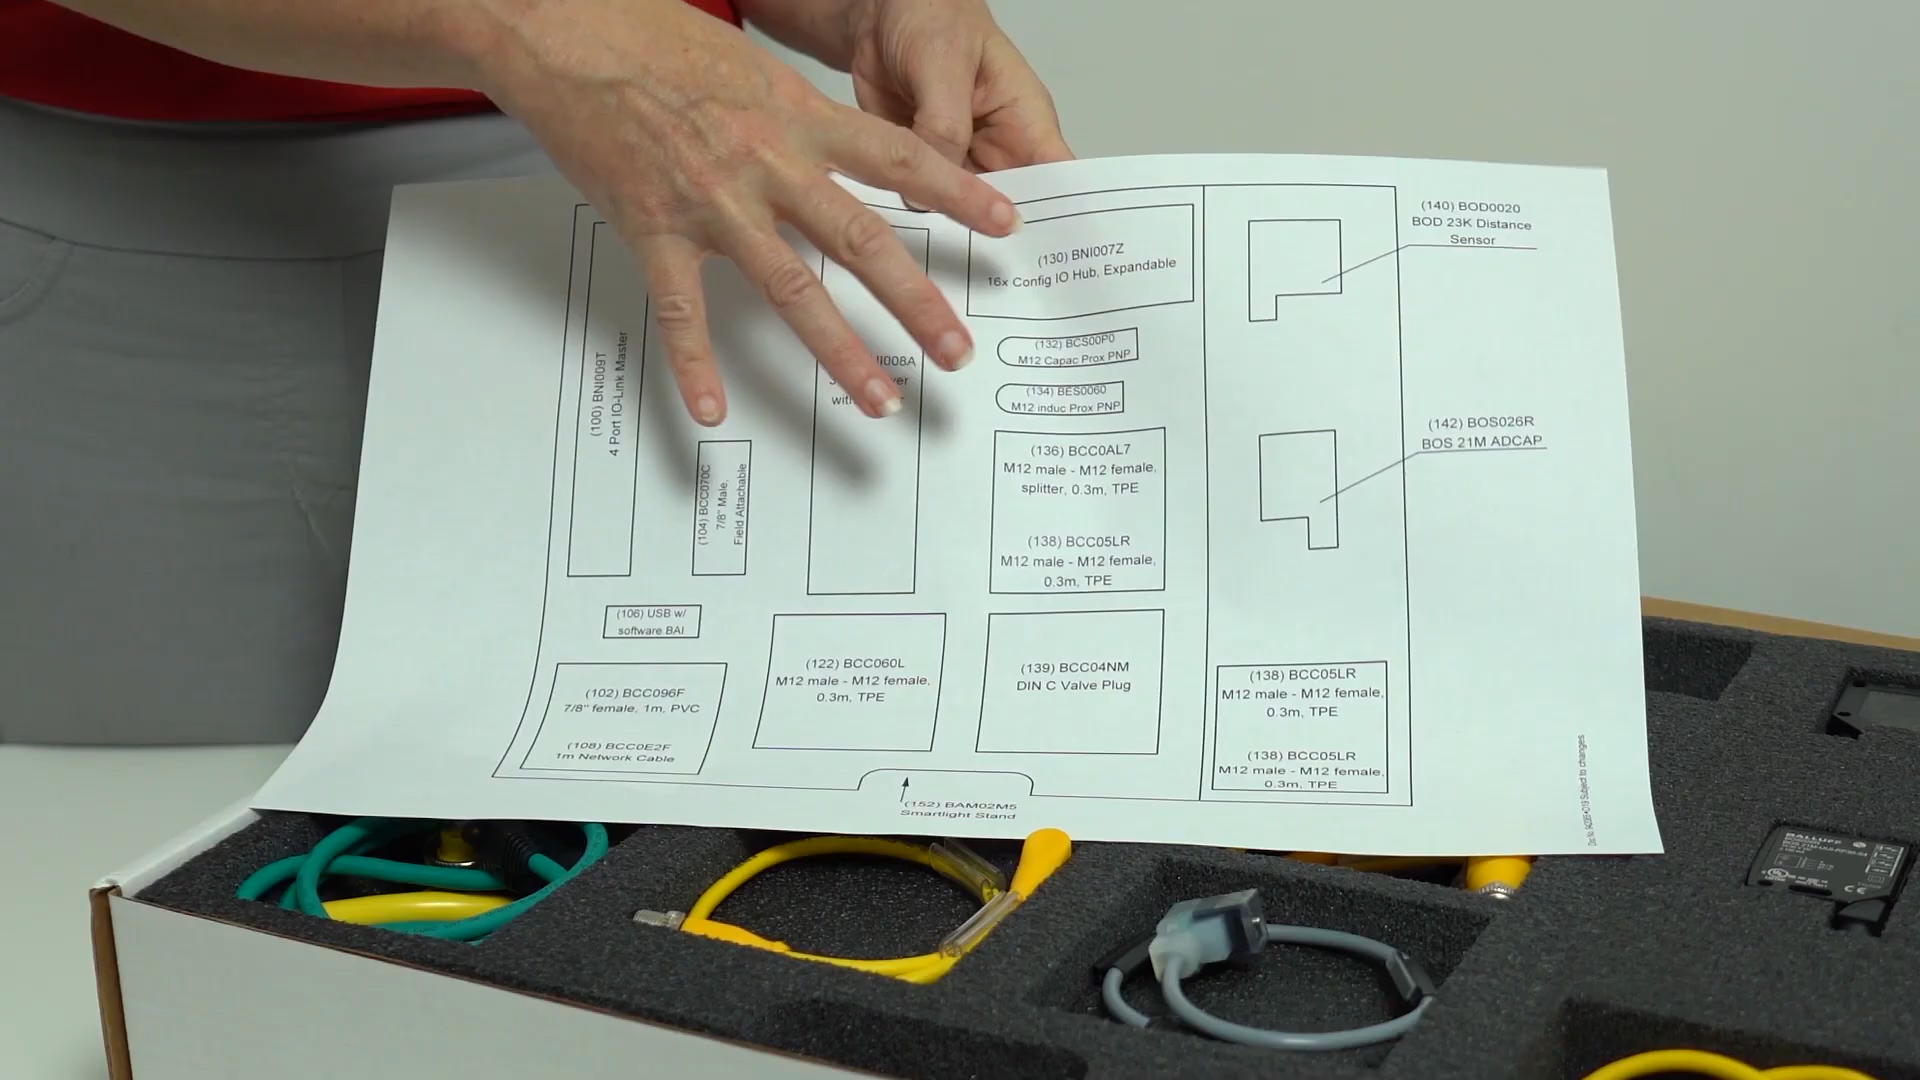 (100) BNI009T
4 Port IO-Link Master
(104) BCC070C
7/8" Male,
Field Attachable
(106) USB w/
software BAI
(102) BCC096F
7/8" female, 1m, PVC
(108) BCC0E2F
1m Network Cable
(122) BCC060L
M12 male - M12 female,
0.3m, TPE
(130) BNI007Z
16x Config IO Hub, Expandable
(132) BCS00P0
M12 Capac Prox PNP
(134) BES0060
M12 induc Prox PNP
(136) BCC0AL7
M12 male - M12 female,
splitter, 0.3m, TPE
(138) BCC05LR
M12 male - M12 female,
0.3m, TPE
(139) BCC04NM
DIN C Valve Plug
(152) BAM02M5
Smartlight Stand
(140) BOD0020
BOD 23K Distance
Sensor
(142) BOS026R
BOS 21M ADCAP
(138) BCC05LR
M12 male - M12 female,
0.3m, TPE
(138) BCC05LR
M12 male - M12 female,
0.3m, TPE
Subject to changes
BALLUFF